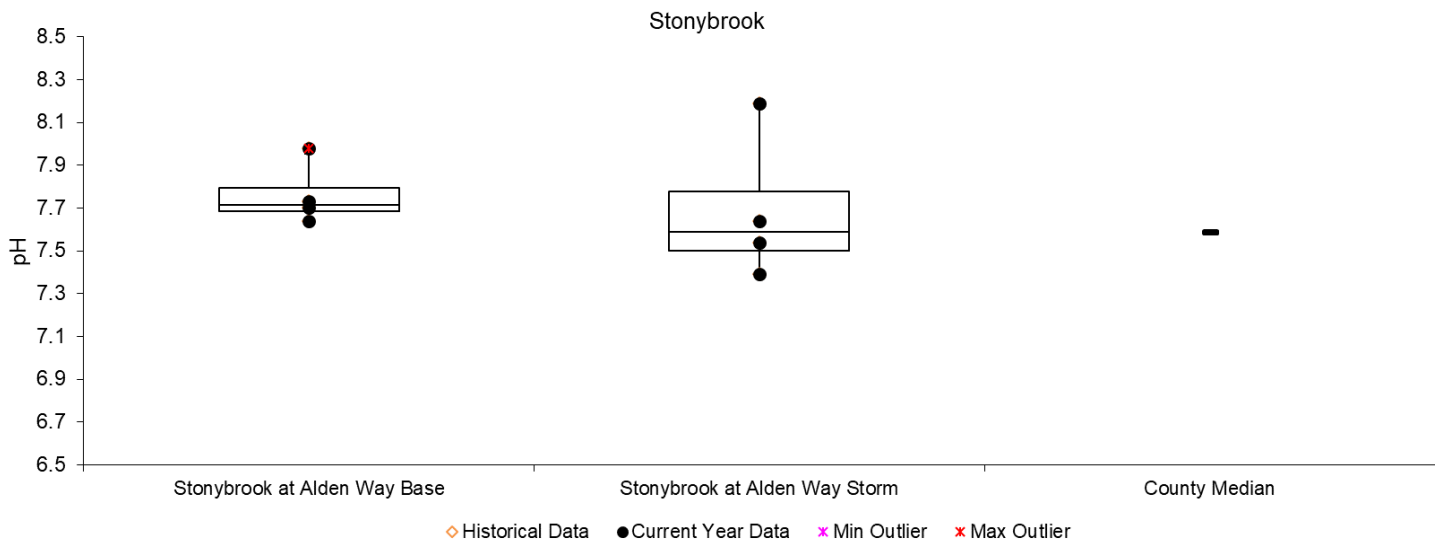 Stonybrook
8.5
8.3
8.1
7.9
7.7
7.5
7.3
7.1
6.9
6.7
6.5
pH
Stonybrook at Alden Way Base
Stonybrook at Alden Way Storm
County Median
Historical Data
Current Year Data
Min Outlier
Max Outlier